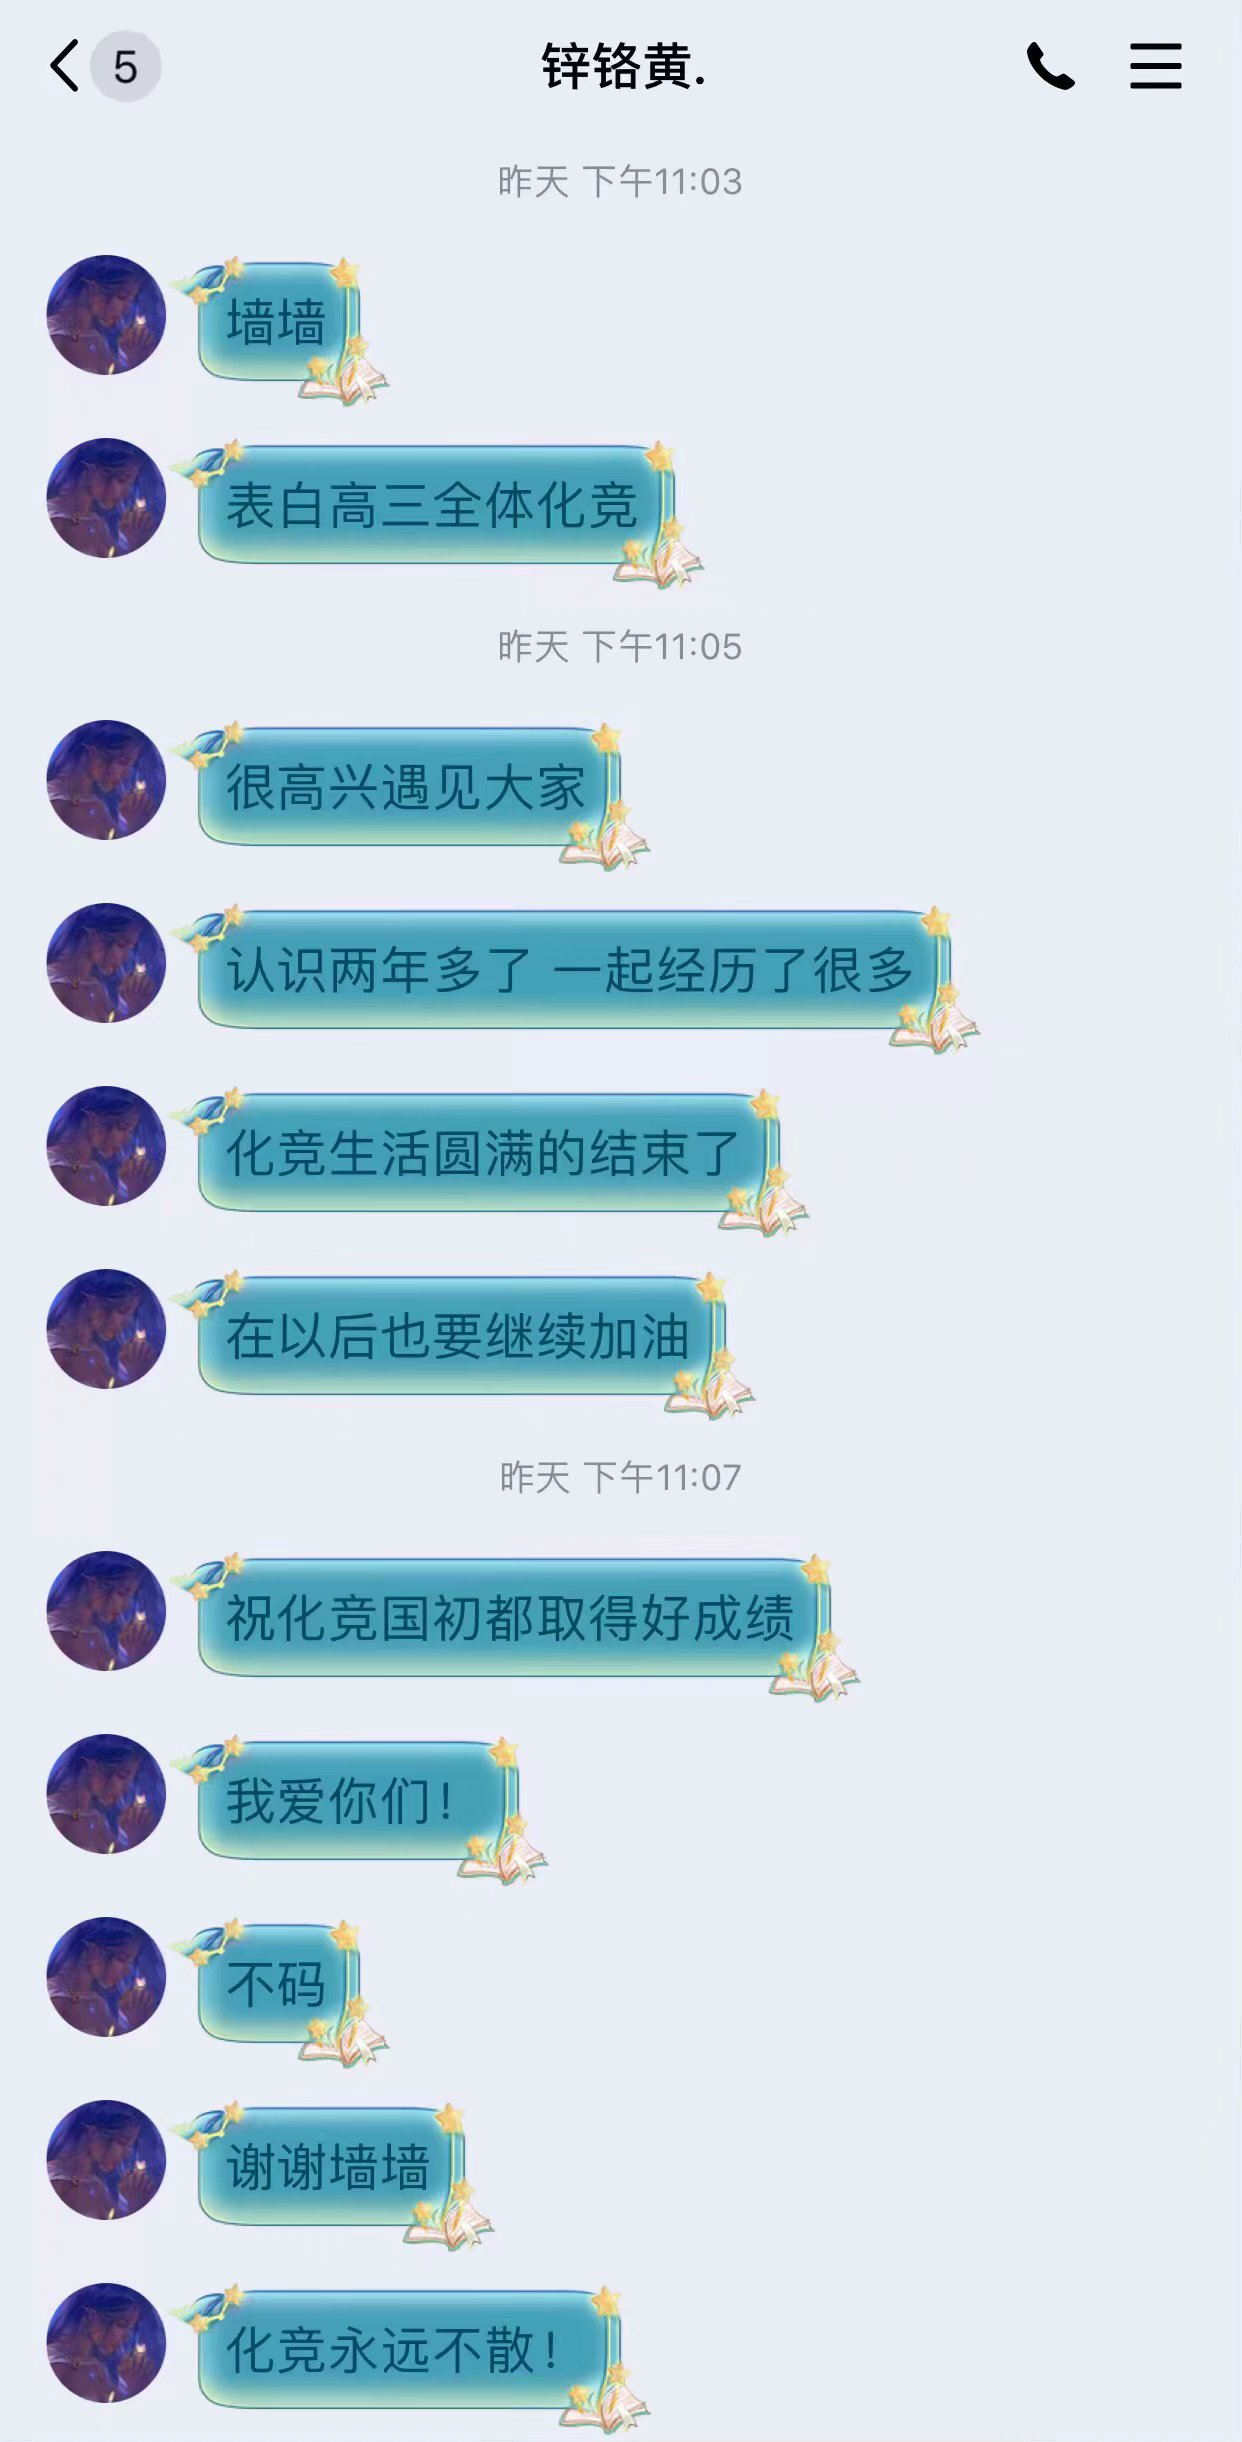 5
锌铬黄.
昨天 下午11:03
墙墙
表白高三全体化竞
昨天 下午11:05
很高兴遇见大家
认识两年多了 一起经历了很多
化竞生活圆满的结束了
在以后也要继续加油
昨天 下午11:07
祝化竞国初都取得好成绩
我爱你们！
不码
谢谢墙墙
化竞永远不散！